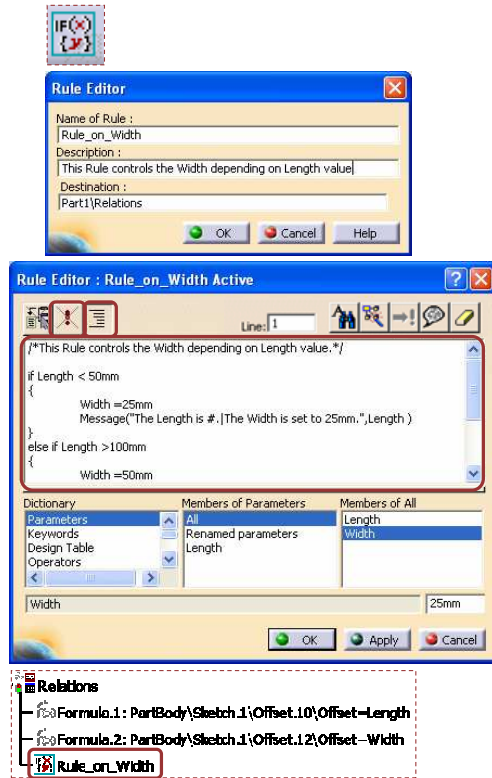 IF(x)
{y}
Rule Editor
Name of Rule :
Rule_on_Width
Description :
This Rule controls the Width depending on Length value
Destination :
Part1\Relations
OK Cancel Help
Rule Editor : Rule_on_Width Active
Line: 1
/*This Rule controls the Width depending on Length value.*/
if Length < 50mm
{
Width =25mm
Message("The Length is #.|The Width is set to 25mm.",Length )
}
else if Length >100mm
{
Width =50mm
Dictionary Members of Parameters Members of All
Parameters All Length
Keywords Renamed parameters Width
Design Table Length
Operators
Width 25mm
OK Apply Cancel
Relations
Formula.1: PartBody\Sketch.1\Offset.10\Offset=Length
Formula.2: PartBody\Sketch.1\Offset.12\Offset=Width
Rule_on_Width